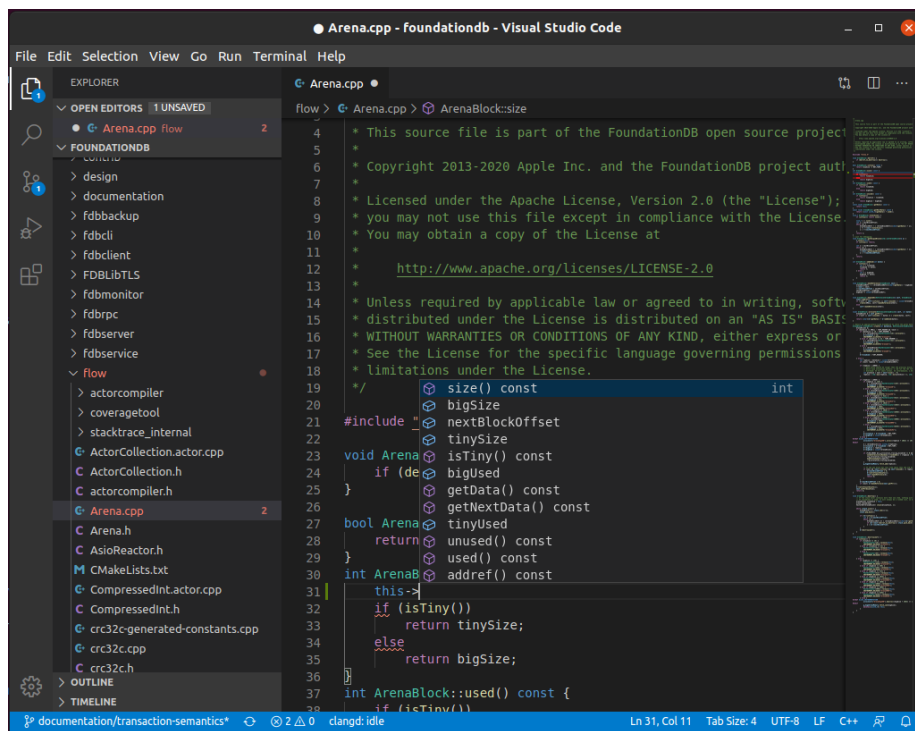 Arena.cpp - foundationdb - Visual Studio Code
File Edit Selection View Go Run Terminal Help
EXPLORER
OPEN EDITORS 1 UNSAVED
Arena.cpp flow 2
FOUNDATIONDB
contrib
design
documentation
fdbbackup
fdbcli
fdbclient
FDBLibTLS
fdbmonitor
fdbrpc
fdbserver
fdbservice
flow
actorcompiler
coveragetool
stacktrace_internal
ActorCollection.actor.cpp
ActorCollection.h
actorcompiler.h
Arena.cpp 2
Arena.h
AsioReactor.h
CMakeLists.txt
CompressedInt.actor.cpp
CompressedInt.h
crc32c-generated-constants.cpp
crc32c.cpp
crc32c.h
OUTLINE
TIMELINE
1
1
Arena.cpp
flow > Arena.cpp > ArenaBlock::size
4 * This source file is part of the FoundationDB open source project
5 *
6 * Copyright 2013-2020 Apple Inc. and the FoundationDB project aut
7 *
8 * Licensed under the Apache License, Version 2.0 (the "License");
9 * you may not use this file except in compliance with the License.
10 * You may obtain a copy of the License at
11 *
12 * http://www.apache.org/licenses/LICENSE-2.0
13 *
14 * Unless required by applicable law or agreed to in writing, softw
15 * distributed under the License is distributed on an "AS IS" BASIS
16 * WITHOUT WARRANTIES OR CONDITIONS OF ANY KIND, either express or
17 * See the License for the specific language governing permissions
18 * limitations under the License.
19 */
20
21 #include "
22
23 void Arena
24 if (de
25 }
26
27 bool Arena
28 return
29 }
30 int ArenaB
31 this->
32 if (isTiny())
33 return tinySize;
34 else
35 return bigSize;
36 }
37 int ArenaBlock::used() const {
38 if (isTiny())
size() const int
bigSize
nextBlockOffset
tinySize
isTiny() const
bigUsed
getData() const
getNextData() const
tinyUsed
unused() const
used() const
addref() const
documentation/transaction-semantics* 2 0 clangd: idle Ln 31, Col 11 Tab Size: 4 UTF-8 LF C++